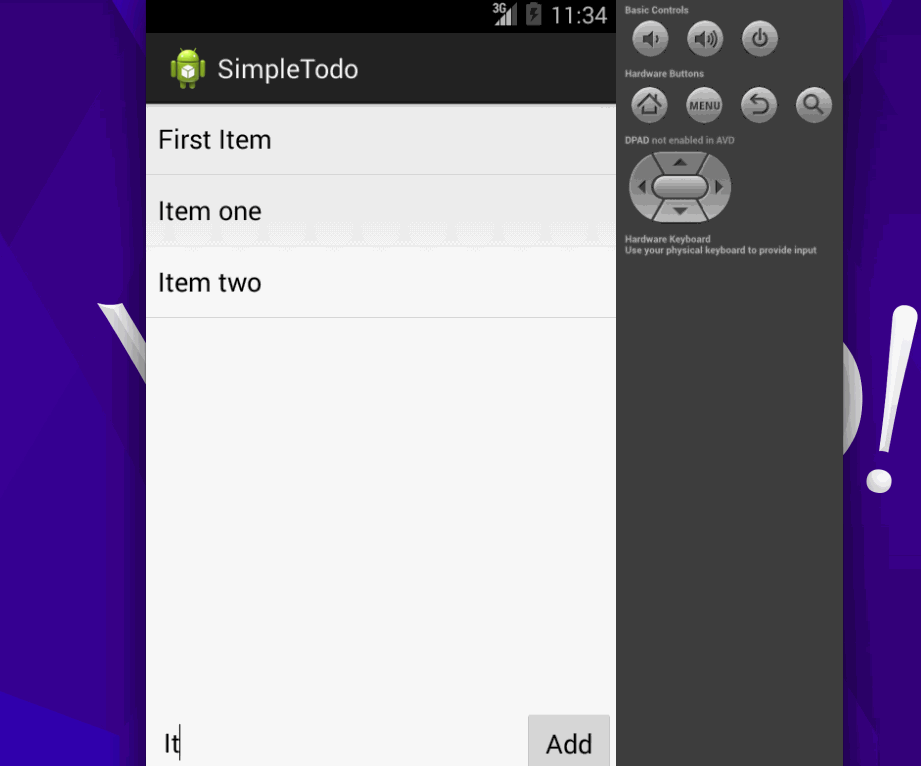 3G 11:34
SimpleTodo
First Item
Item one
Item two
It
Add
Basic Controls
Hardware Buttons
MENU
DPAD not enabled in AVD
Hardware Keyboard
Use your physical keyboard to provide input
!